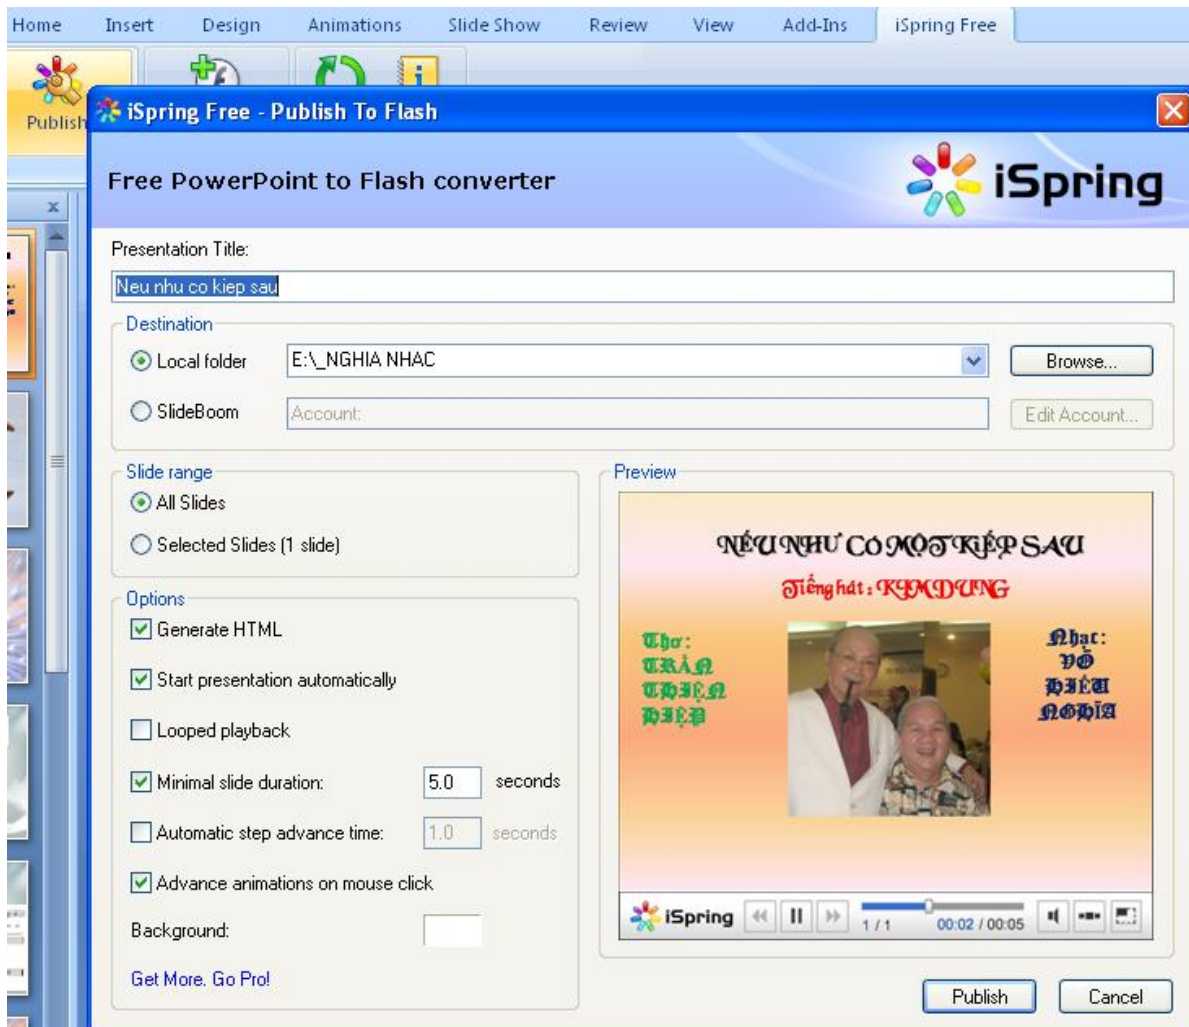 Home Insert Design Animations Slide Show Review View Add-Ins iSpring Free
Publish
iSpring Free - Publish To Flash
Free PowerPoint to Flash converter
iSpring
Presentation Title:
Neu nhu co kiep sau
Destination
Local folder E:\_NGHIA NHAC Browse...
SlideBoom Account: Edit Account...
Slide range
All Slides
Selected Slides (1 slide)
Options
Generate HTML
Start presentation automatically
Looped playback
Minimal slide duration: 5.0 seconds
Automatic step advance time: 1.0 seconds
Advance animations on mouse click
Background:
Get More. Go Pro!
Preview
NẾU NHƯ CÓ MỘT KIẾP SAU
Tiếng hát : KYM DUNG
Thơ :
TRẦN
THIỆN
HIỆP
Nhạc:
VÕ
HIẾU
NGHĨA
iSpring 1 / 1 00:02 / 00:05
Publish Cancel